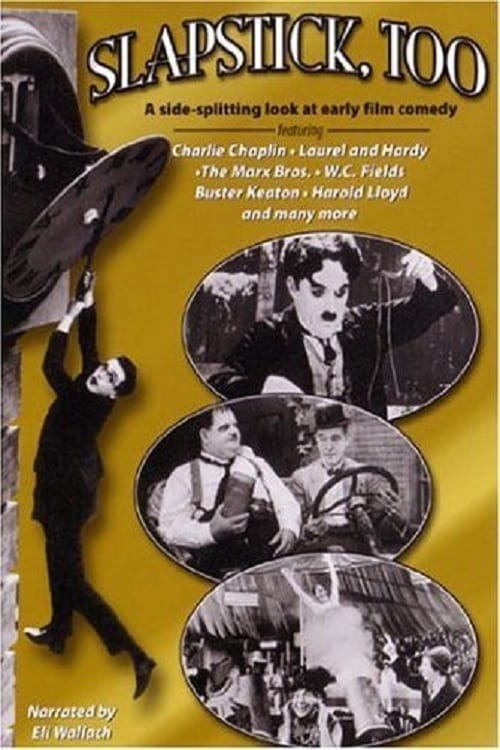 SLAPSTICK, TOO
A side-splitting look at early film comedy
featuring
Charlie Chaplin • Laurel and Hardy
•The Marx Bros. • W.C. Fields
Buster Keaton • Harold Lloyd
and many more
Narrated by
Eli Wallach